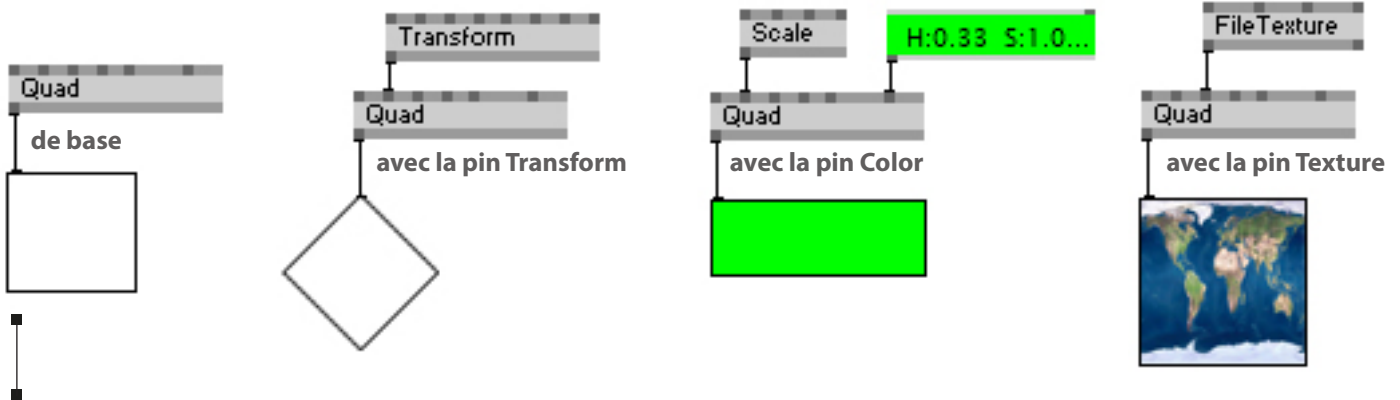 Quad
de base
Transform
Quad
avec la pin Transform
Scale
H:0.33 S:1.0...
Quad
avec la pin Color
FileTexture
Quad
avec la pin Texture